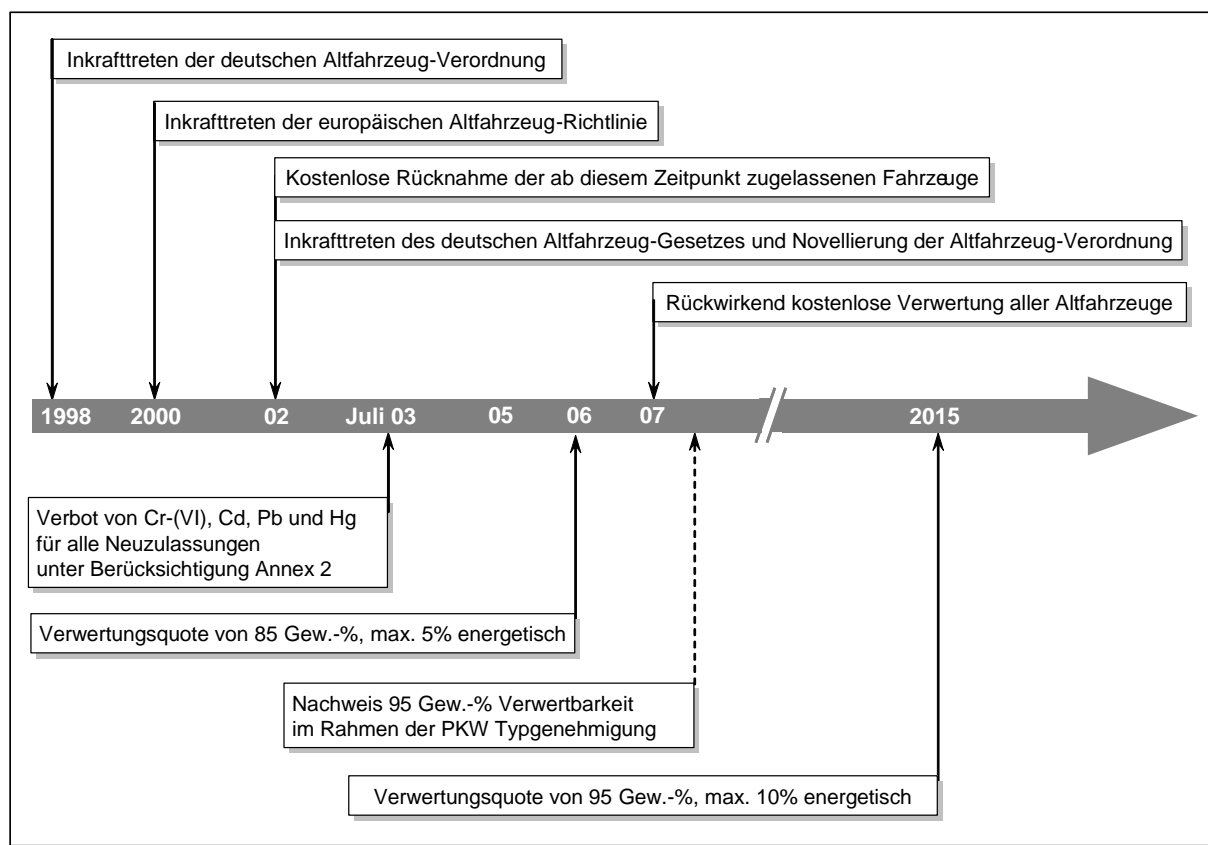 Inkrafttreten der deutschen Altfahrzeug-Verordnung
Inkrafttreten der europäischen Altfahrzeug-Richtlinie
Kostenlose Rücknahme der ab diesem Zeitpunkt zugelassenen Fahrzeuge
Inkrafttreten des deutschen Altfahrzeug-Gesetzes und Novellierung der Altfahrzeug-Verordnung
Rückwirkend kostenlose Verwertung aller Altfahrzeuge
1998 2000 02 Juli 03 05 06 07 2015
Verbot von Cr-(VI), Cd, Pb und Hg
für alle Neuzulassungen
unter Berücksichtigung Annex 2
Verwertungsquote von 85 Gew.-%, max. 5% energetisch
Nachweis 95 Gew.-% Verwertbarkeit
im Rahmen der PKW Typgenehmigung
Verwertungsquote von 95 Gew.-%, max. 10% energetisch